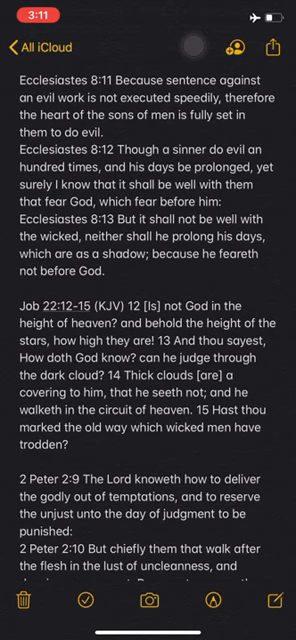 3:11
All iCloud
Ecclesiastes 8:11 Because sentence against
an evil work is not executed speedily, therefore
the heart of the sons of men is fully set in
them to do evil.
Ecclesiastes 8:12 Though a sinner do evil an
hundred times, and his days be prolonged, yet
surely I know that it shall be well with them
that fear God, which fear before him:
Ecclesiastes 8:13 But it shall not be well with
the wicked, neither shall he prolong his days,
which are as a shadow; because he feareth
not before God.
Job 22:12-15 (KJV) 12 [Is] not God in the
height of heaven? and behold the height of the
stars, how high they are! 13 And thou sayest,
How doth God know? can he judge through
the dark cloud? 14 Thick clouds [are] a
covering to him, that he seeth not; and he
walketh in the circuit of heaven. 15 Hast thou
marked the old way which wicked men have
trodden?
2 Peter 2:9 The Lord knoweth how to deliver
the godly out of temptations, and to reserve
the unjust unto the day of judgment to be
punished:
2 Peter 2:10 But chiefly them that walk after
the flesh in the lust of uncleanness, and